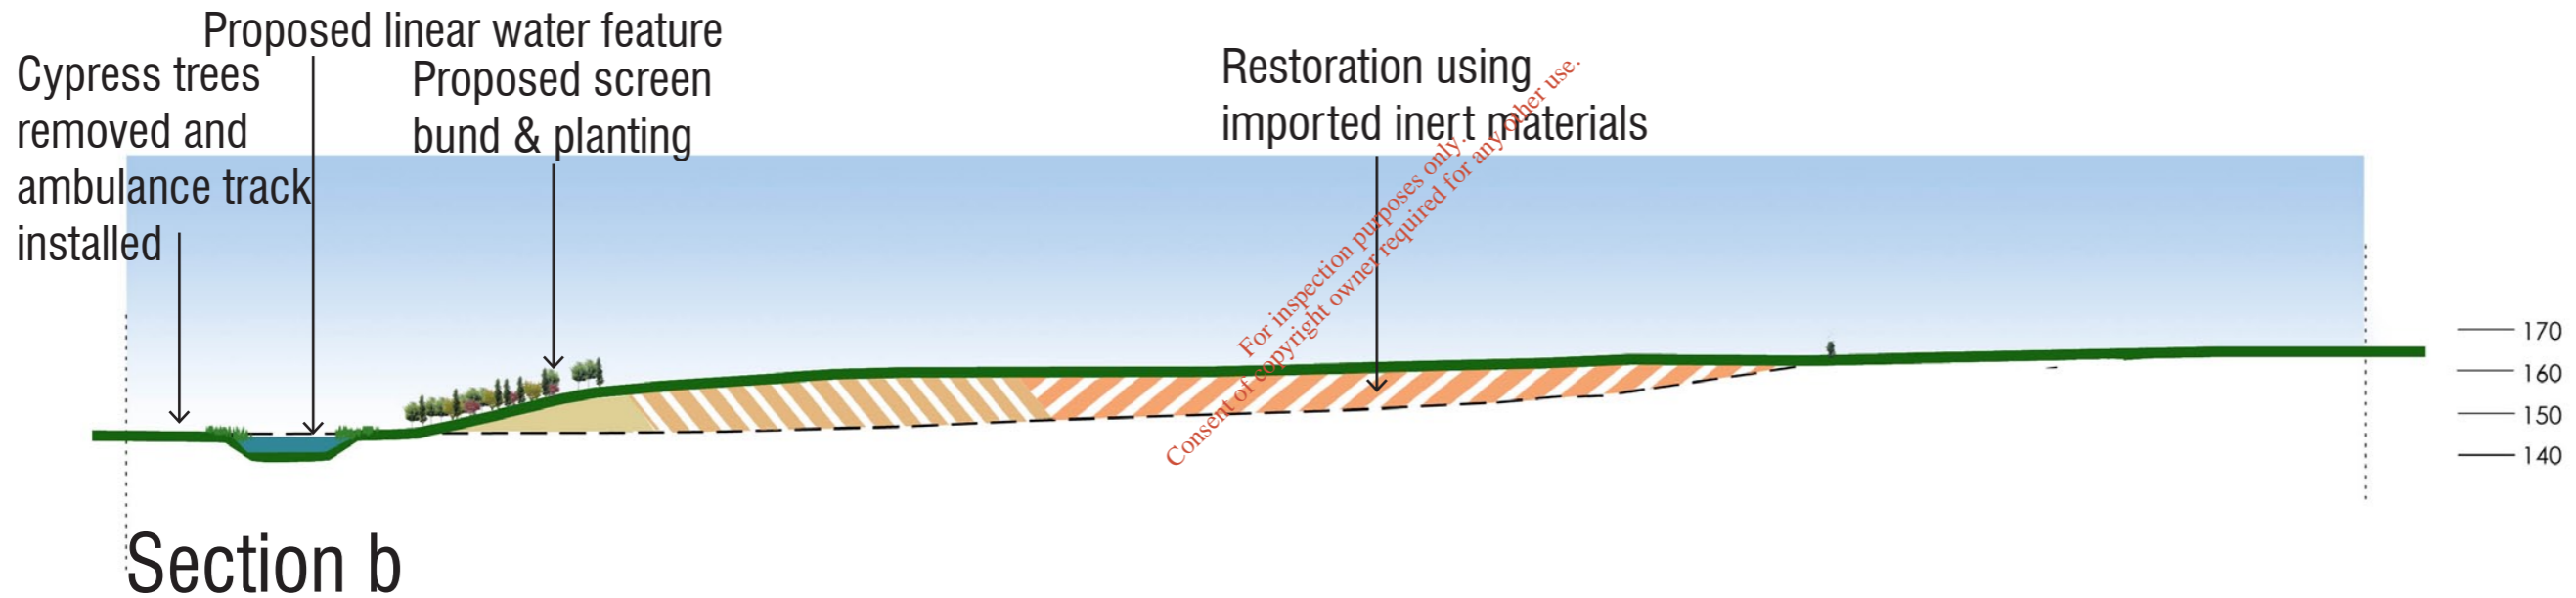 Proposed linear water feature
Cypress trees
removed and
ambulance track
installed
Proposed screen
bund & planting
Restoration using
imported inert materials
For inspection purposes only.
Consent of copyright owner required for any other use.
170
160
150
140
Section b